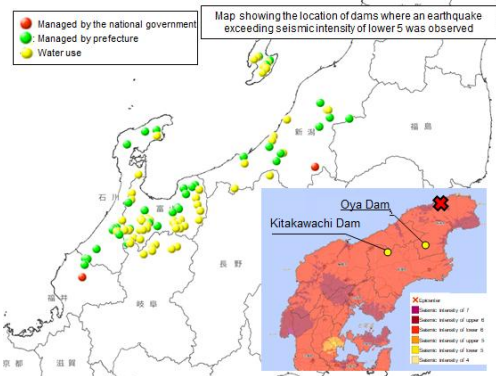 Managed by the national government
: Managed by prefecture
Water use
Map showing the location of dams where an earthquake
exceeding seismic intensity of lower 5 was observed
新潟
福島
石川
富
長野
岐阜
福井
京都
滋賀
Oya Dam
Kitakawachi Dam
Epicenter
Seismic intensity of 7
Seismic intensity of upper 6
Seismic intensity of lower 6
Seismic intensity of upper 5
Seismic intensity of lower 5
Seismic intensity of 4